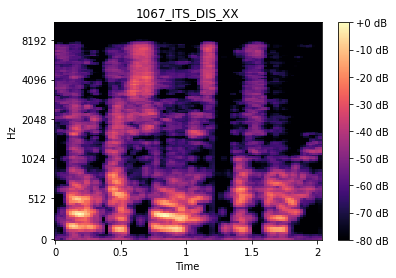 1067_ITS_DIS_XX
+0 dB
8192
-10 dB
4096
-20 dB
-30 dB
2048
-40 dB
Hz
1024
-50 dB
512
-60 dB
-70 dB
0
-80 dB
0
0.5
1
1.5
2
Time